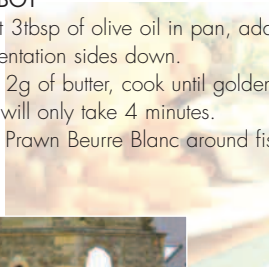 BOT
t 3tbsp of olive oil in pan, add
entation sides down.
2g of butter, cook until golden
will only take 4 minutes.
Prawn Beurre Blanc around fis